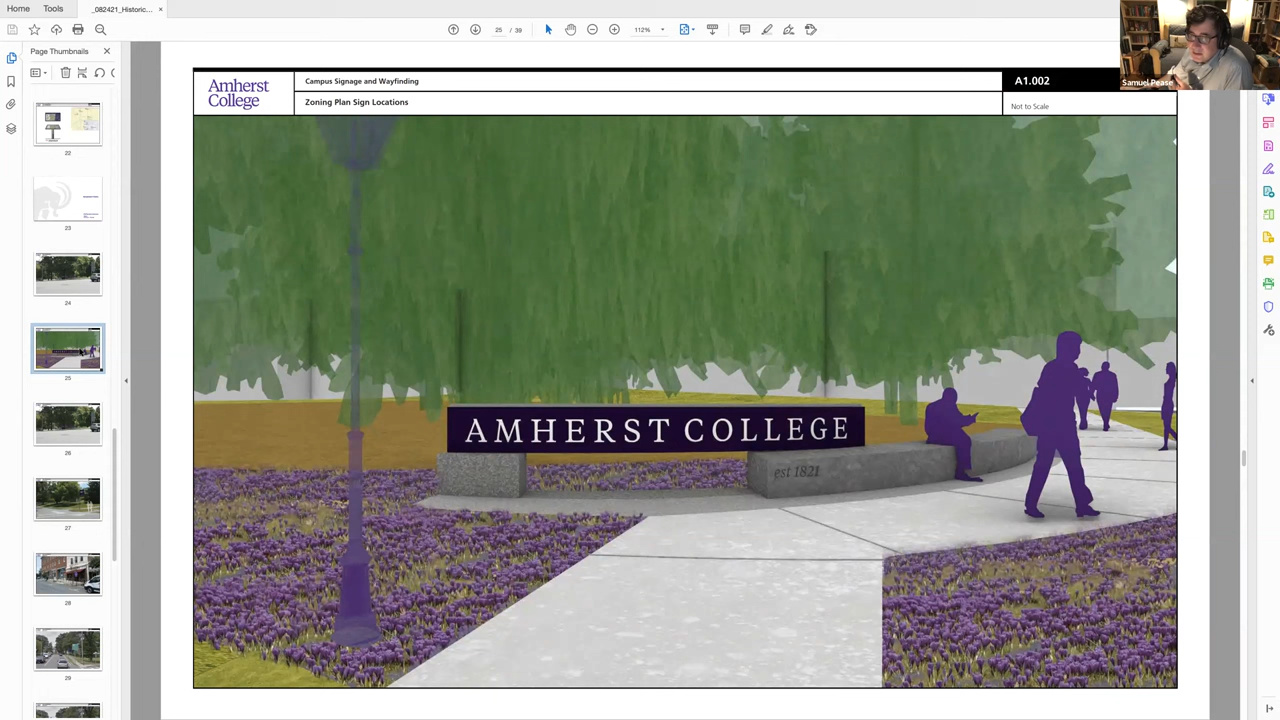 Home
Tools
_082421_Historic...
×
25 / 39
112%
Page Thumbnails
×
22
23
24
25
26
27
28
29
Amherst
College
Campus Signage and Wayfinding
Zoning Plan Sign Locations
A1.002
Not to Scale
AMHERST COLLEGE
est 1821
Samuel Pease